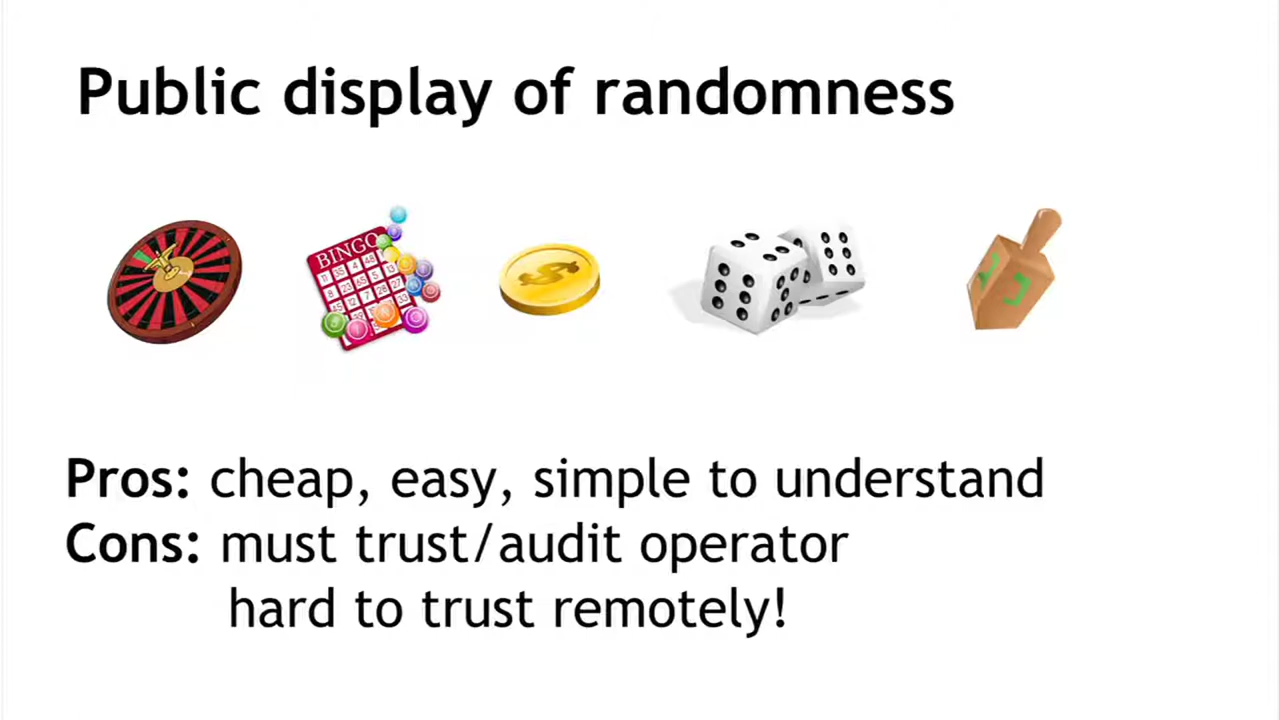 Public display of randomness
BINGO
Pros: cheap, easy, simple to understand
Cons: must trust/audit operator
hard to trust remotely!